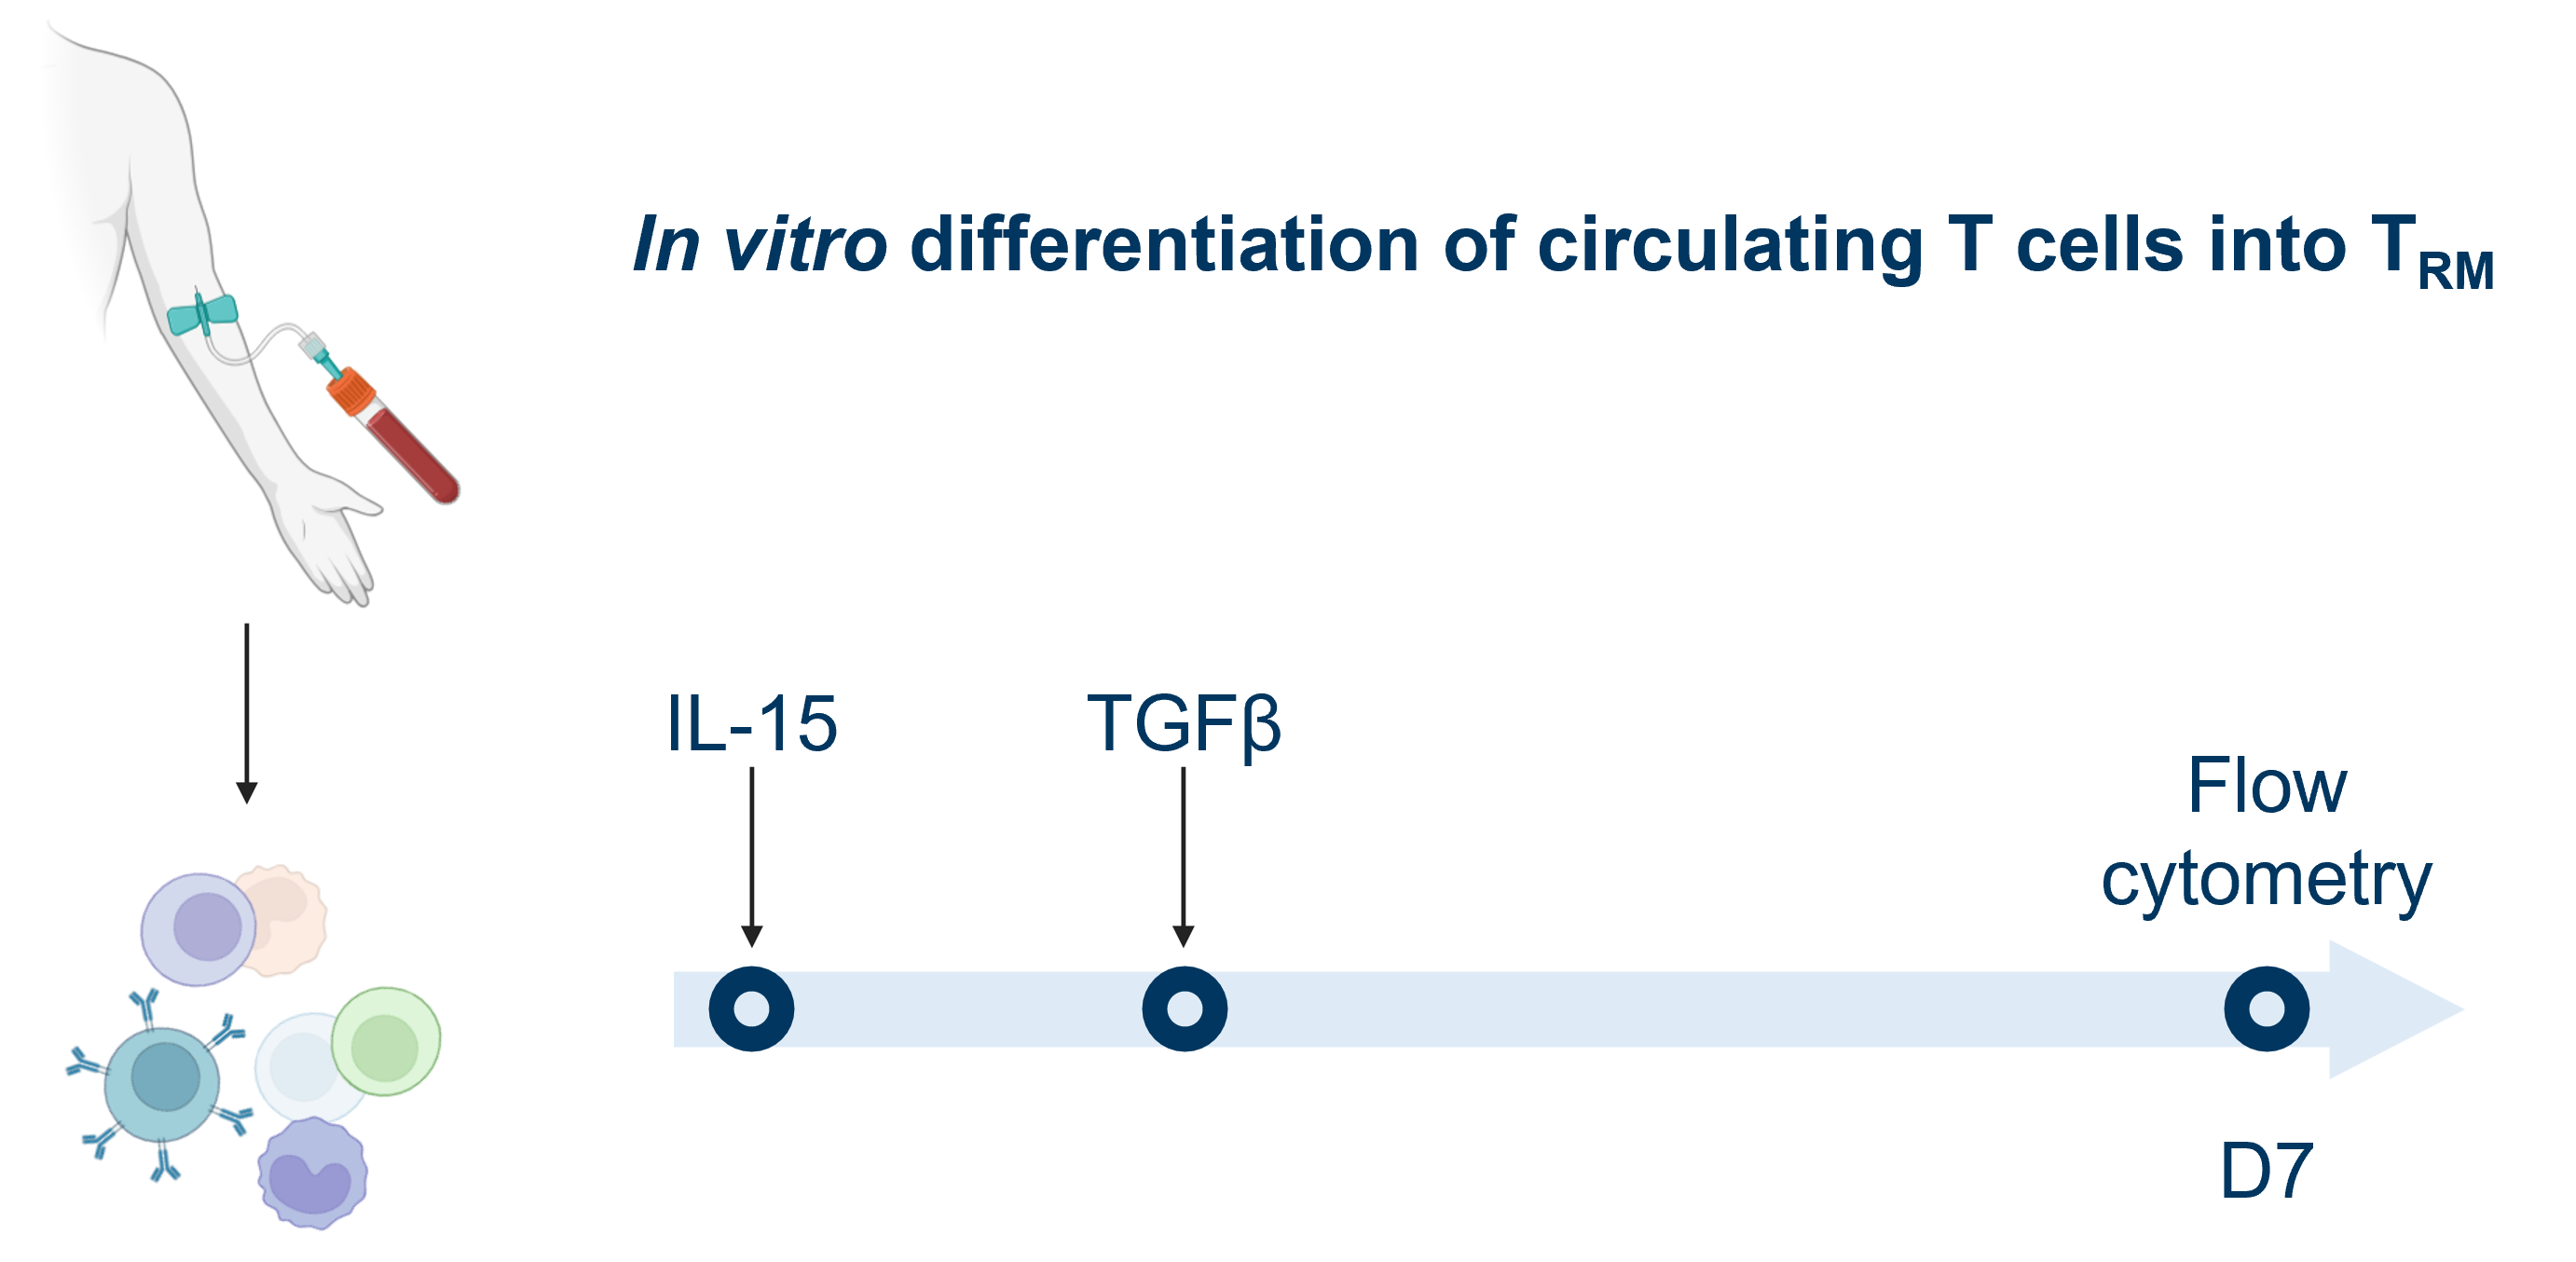 In vitro differentiation of circulating T cells into TRM
IL-15
TGFβ
Flow
cytometry
D7